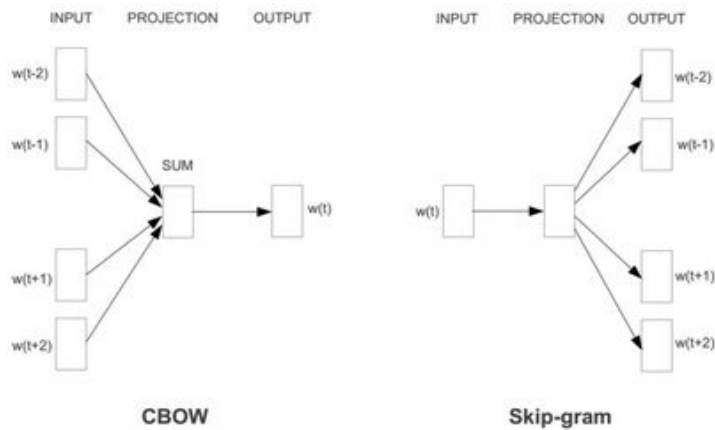 INPUT PROJECTION OUTPUT
w(t-2)
w(t-1)
SUM
w(t)
w(t+1)
w(t+2)
CBOW
INPUT PROJECTION OUTPUT
w(t-2)
w(t-1)
w(t)
w(t+1)
w(t+2)
Skip-gram